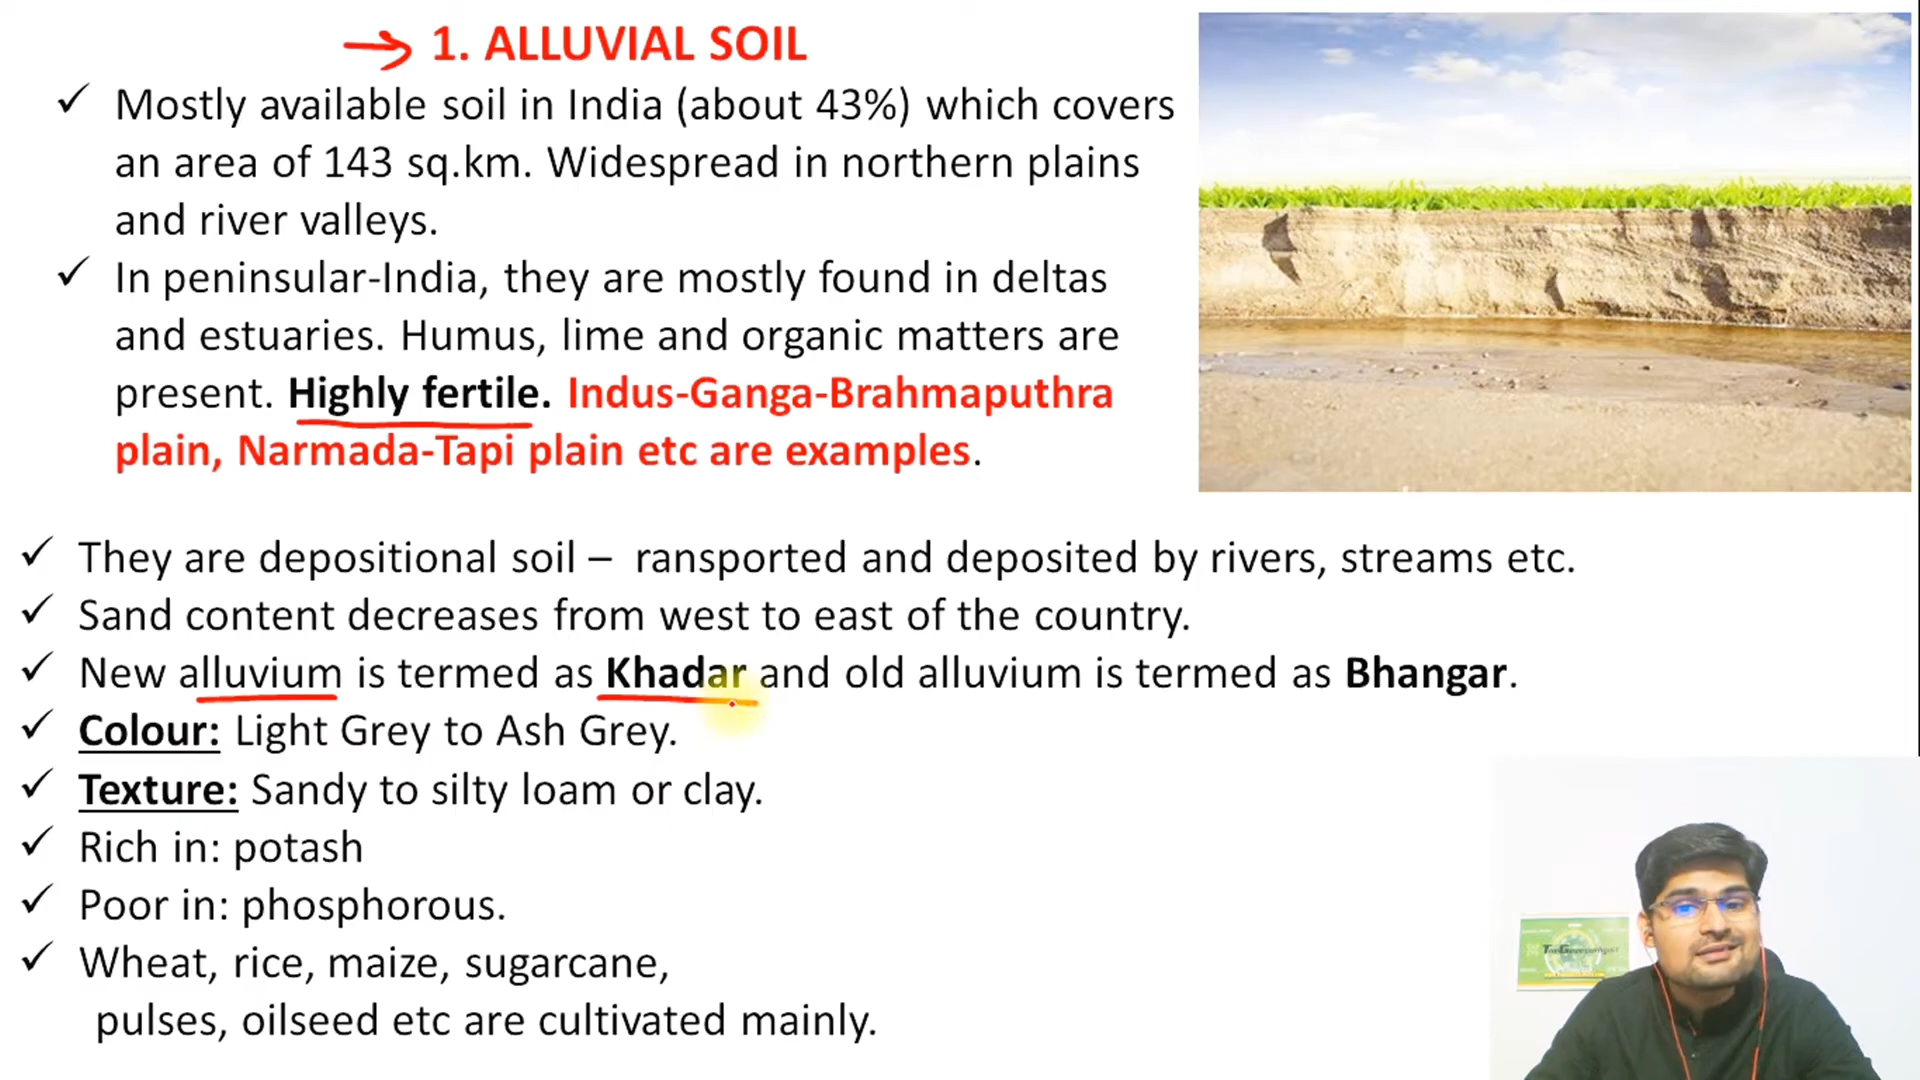 1. ALLUVIAL SOIL
✓ Mostly available soil in India (about 43%) which covers
an area of 143 sq.km. Widespread in northern plains
and river valleys.
✓ In peninsular-India, they are mostly found in deltas
and estuaries. Humus, lime and organic matters are
present. Highly fertile. Indus-Ganga-Brahmaputhra
plain, Narmada-Tapi plain etc are examples.
✓ They are depositional soil – ransported and deposited by rivers, streams etc.
✓ Sand content decreases from west to east of the country.
✓ New alluvium is termed as Khadar and old alluvium is termed as Bhangar.
✓ Colour: Light Grey to Ash Grey.
✓ Texture: Sandy to silty loam or clay.
✓ Rich in: potash
✓ Poor in: phosphorous.
✓ Wheat, rice, maize, sugarcane,
pulses, oilseed etc are cultivated mainly.